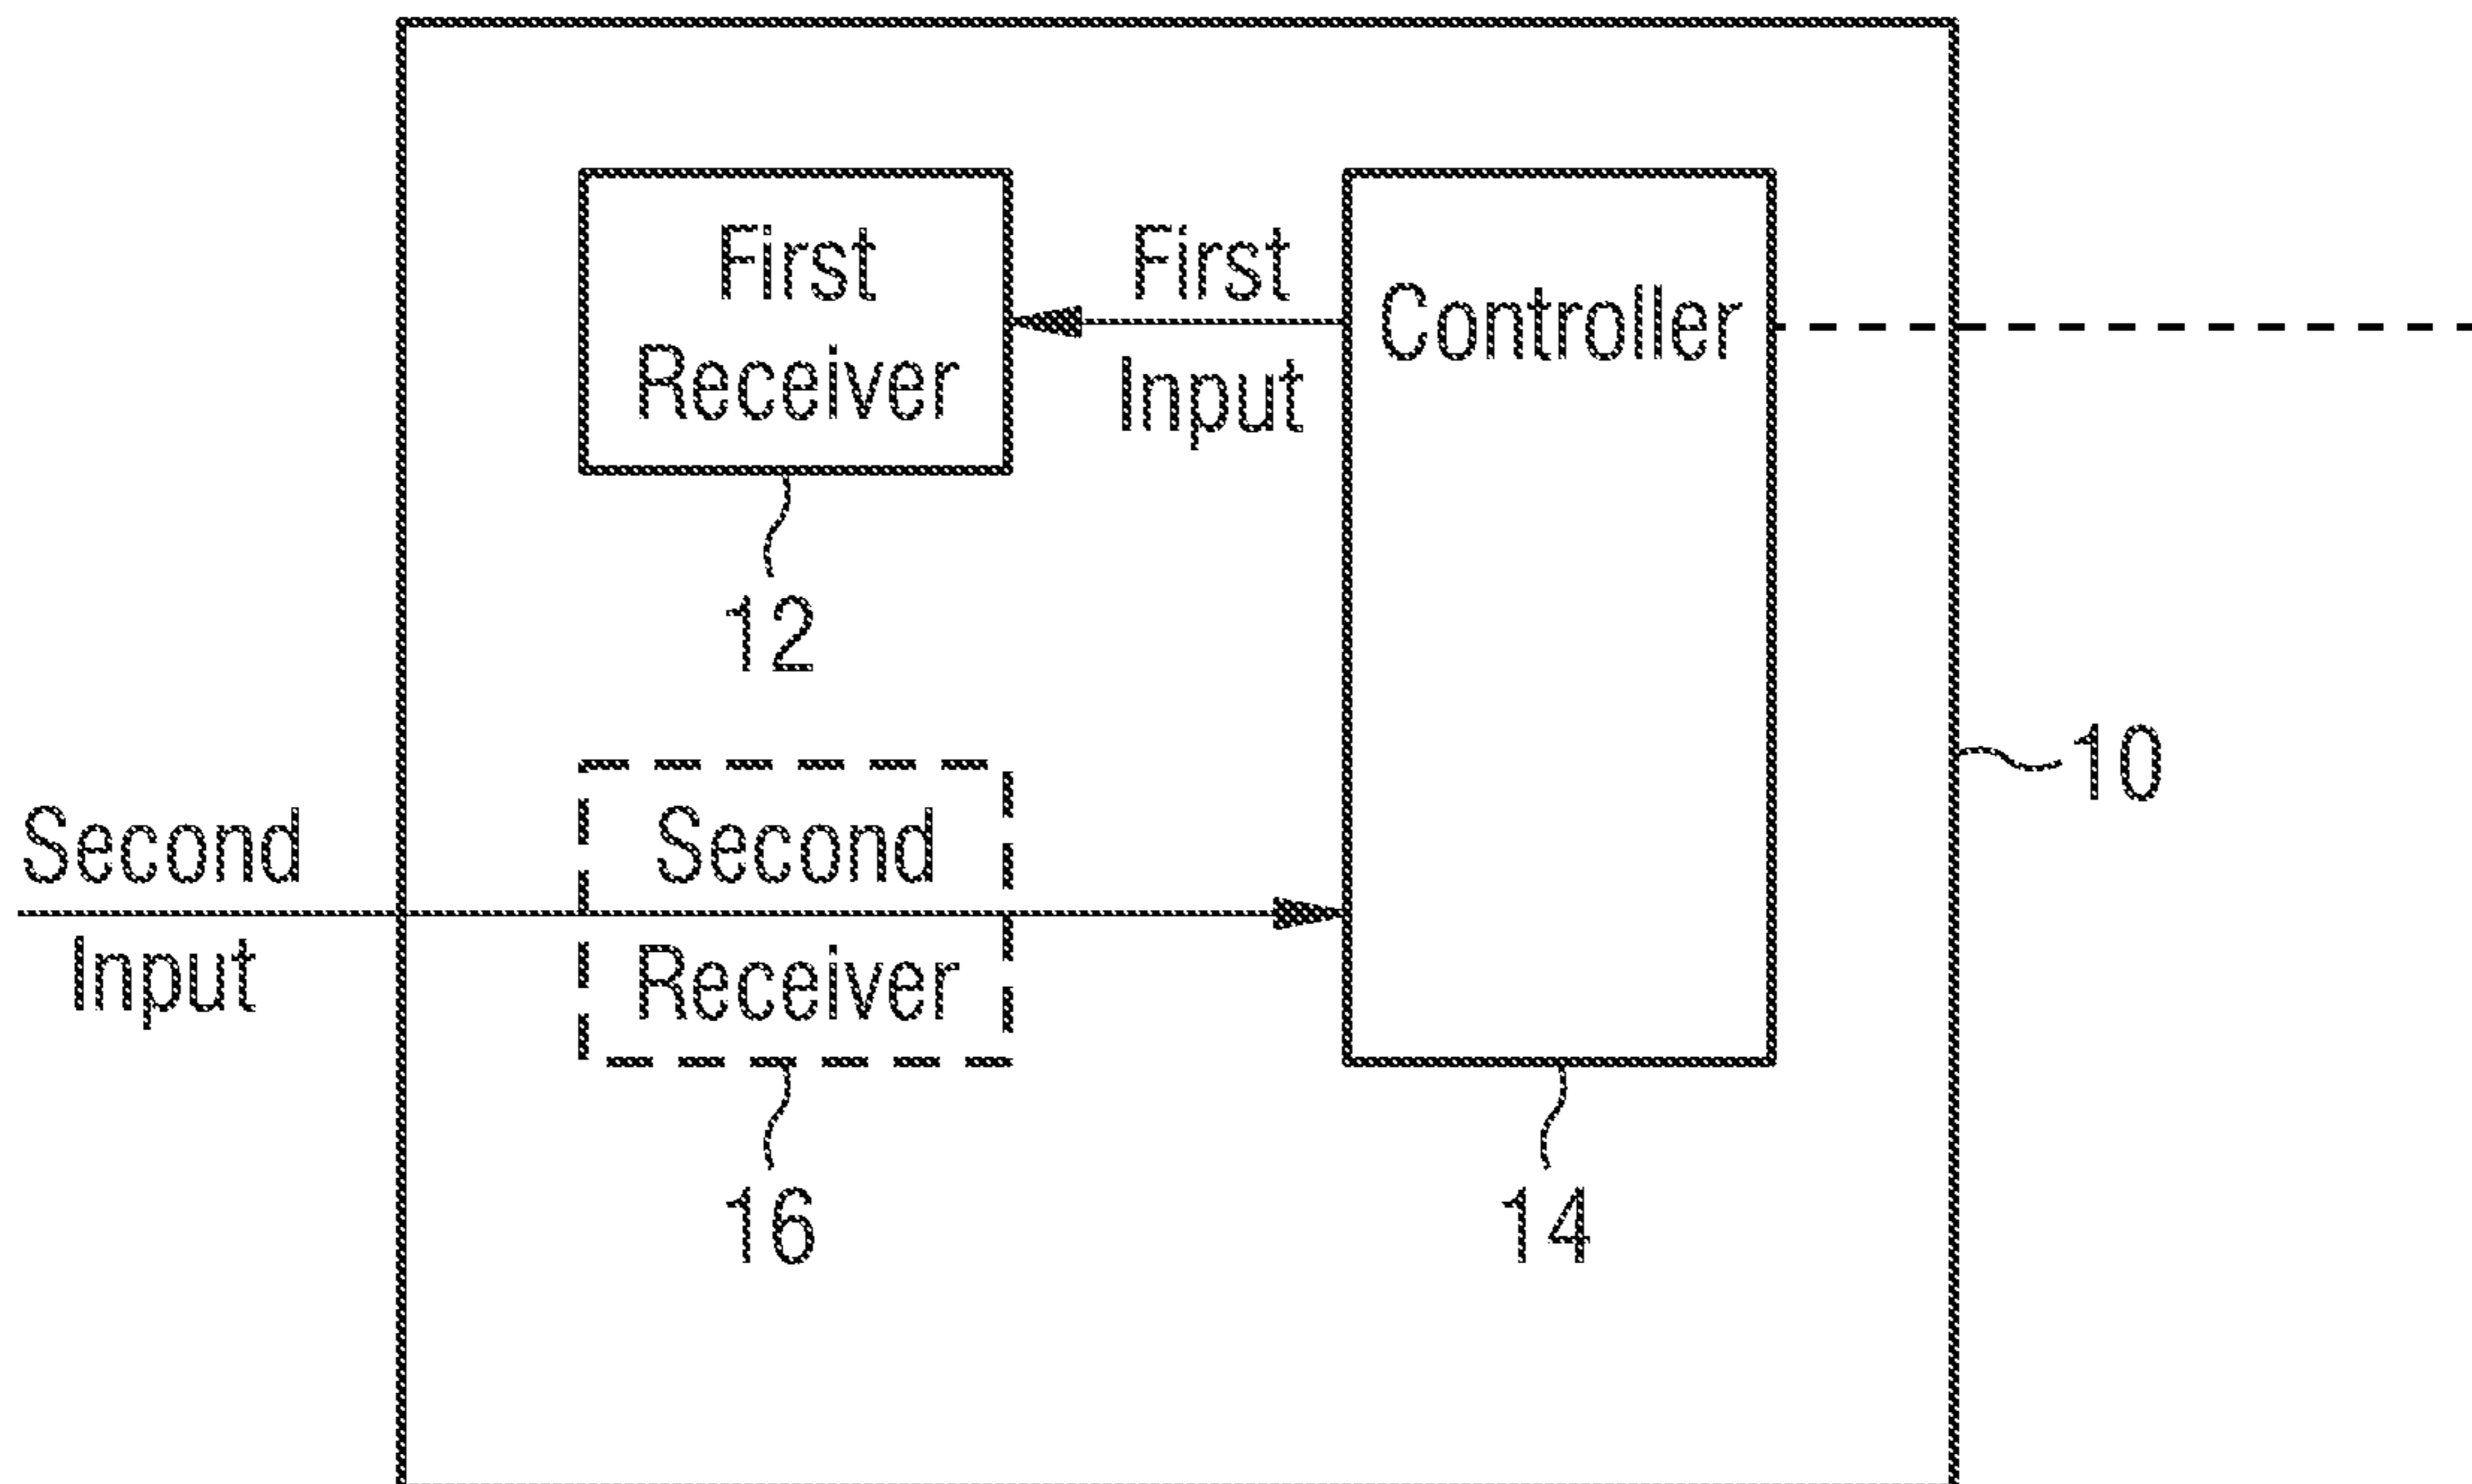 First
Receiver
First
Input
Controller
12
10
Second
Input
Second
Receiver
16
14